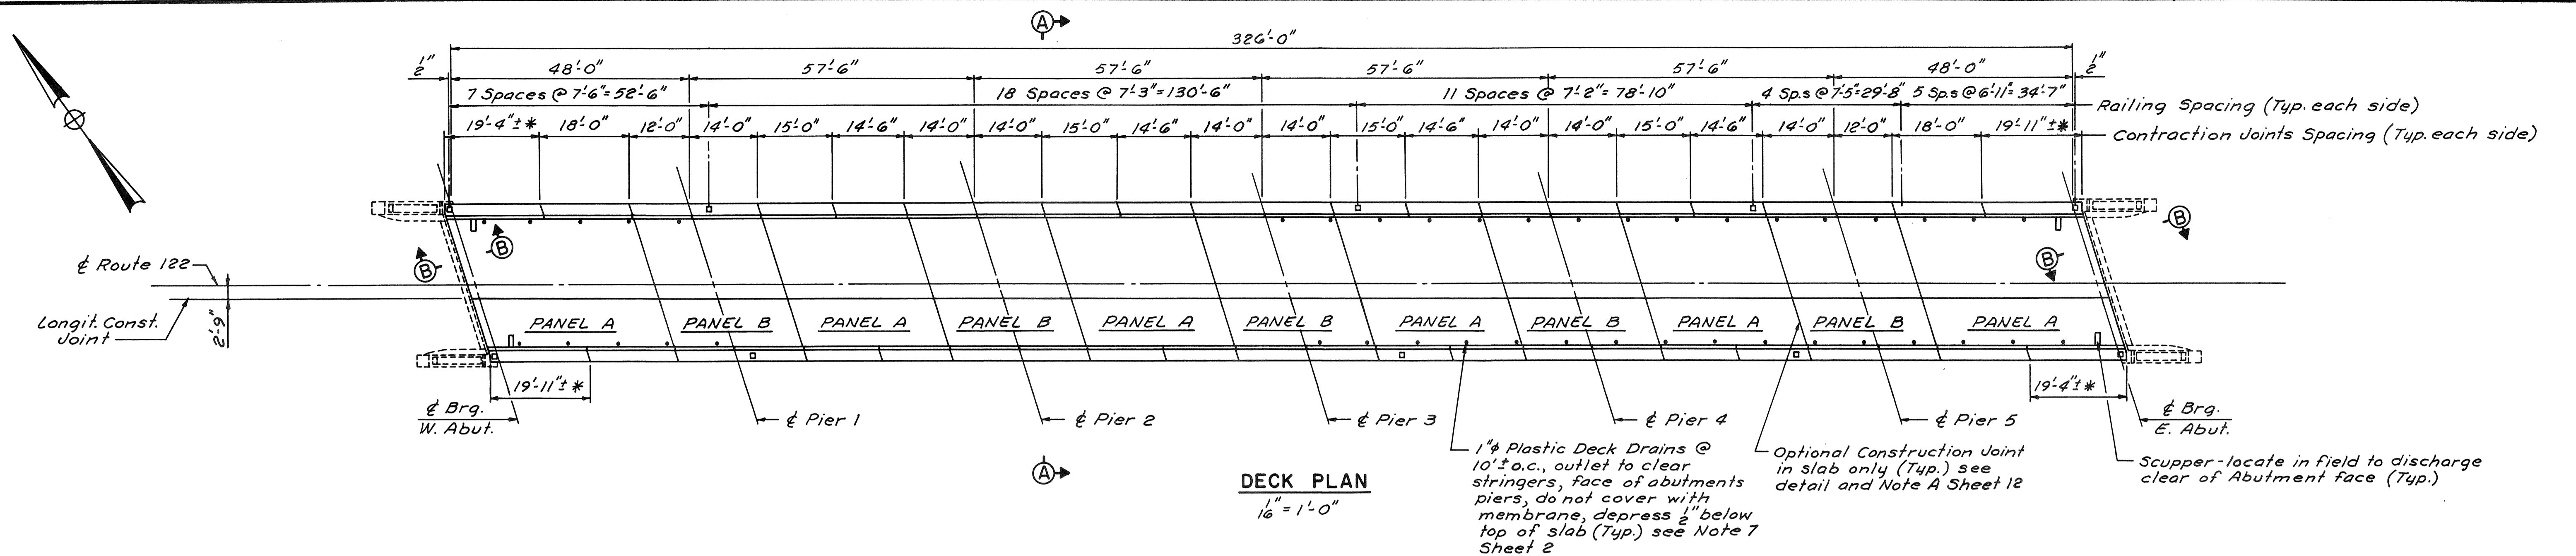 A
326'-0"
1/2" 48'-0" 57'-6" 57'-6" 57'-6" 57'-6" 48'-0" 1/2"
7 Spaces @ 7'-6"=52'-6" 18 Spaces @ 7'-3"=130'-6" 11 Spaces @ 7'-2"=78'-10" 4 Sp.s @ 7'-5"=29'-8" 5 Sp.s @ 6'-11"=34'-7" Railing Spacing (Typ. each side)
19'-4"±* 18'-0" 12'-0" 14'-0" 15'-0" 14'-6" 14'-0" 14'-0" 15'-0" 14'-6" 14'-0" 14'-0" 15'-0" 14'-6" 14'-0" 14'-0" 15'-0" 14'-6" 14'-0" 12'-0" 18'-0" 19'-11"±* Contraction Joints Spacing (Typ. each side)
B B B B
℄ Route 122
Longit. Const.
Joint
2'-9"
PANEL A PANEL B PANEL A PANEL B PANEL A PANEL B PANEL A PANEL B PANEL A PANEL B PANEL A
19'-11"±* 19'-4"±*
℄ Brg.
W. Abut.
℄ Pier 1 ℄ Pier 2 ℄ Pier 3 ℄ Pier 4 ℄ Pier 5
℄ Brg.
E. Abut.
A
DECK PLAN
1/16" = 1'-0"
1"ϕ Plastic Deck Drains @
10'± o.c., outlet to clear
stringers, face of abutments
piers, do not cover with
membrane, depress 1/2" below
top of slab (Typ.) see Note 7
Sheet 2
Optional Construction Joint
in slab only (Typ.) see
detail and Note A Sheet 12
Scupper-locate in field to discharge
clear of Abutment face (Typ.)